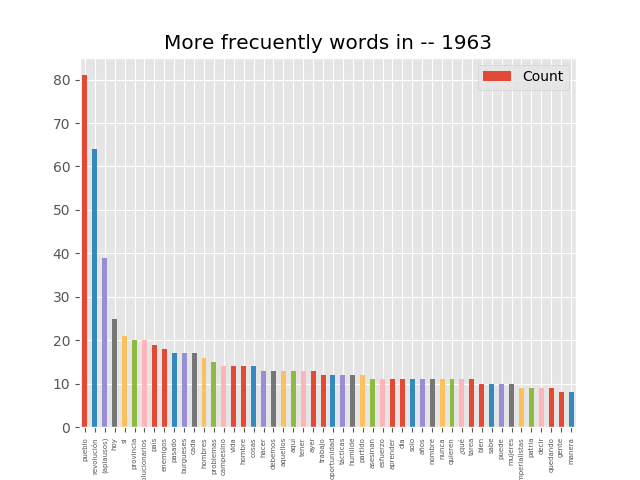 More frecuently words in -- 1963
Count
80
70
60
50
40
30
20
10
0
pueblo
revolución
(aplausos)
hoy
si
provincia
olucionarios
país
enemigos
pasado
burgueses
cada
hombres
problemas
campesino
vida
hombre
cosas
hacer
debemos
aquellos
aquí
tener
ayer
trabajo
oportunidad
tácticas
humilde
partido
asesinan
esfuerzo
aprender
día
solo
años
nombre
nunca
quieren
¿qué
tarea
bien
sabe
puede
mujeres
mperialistas
patria
decir
quedando
gente
manera